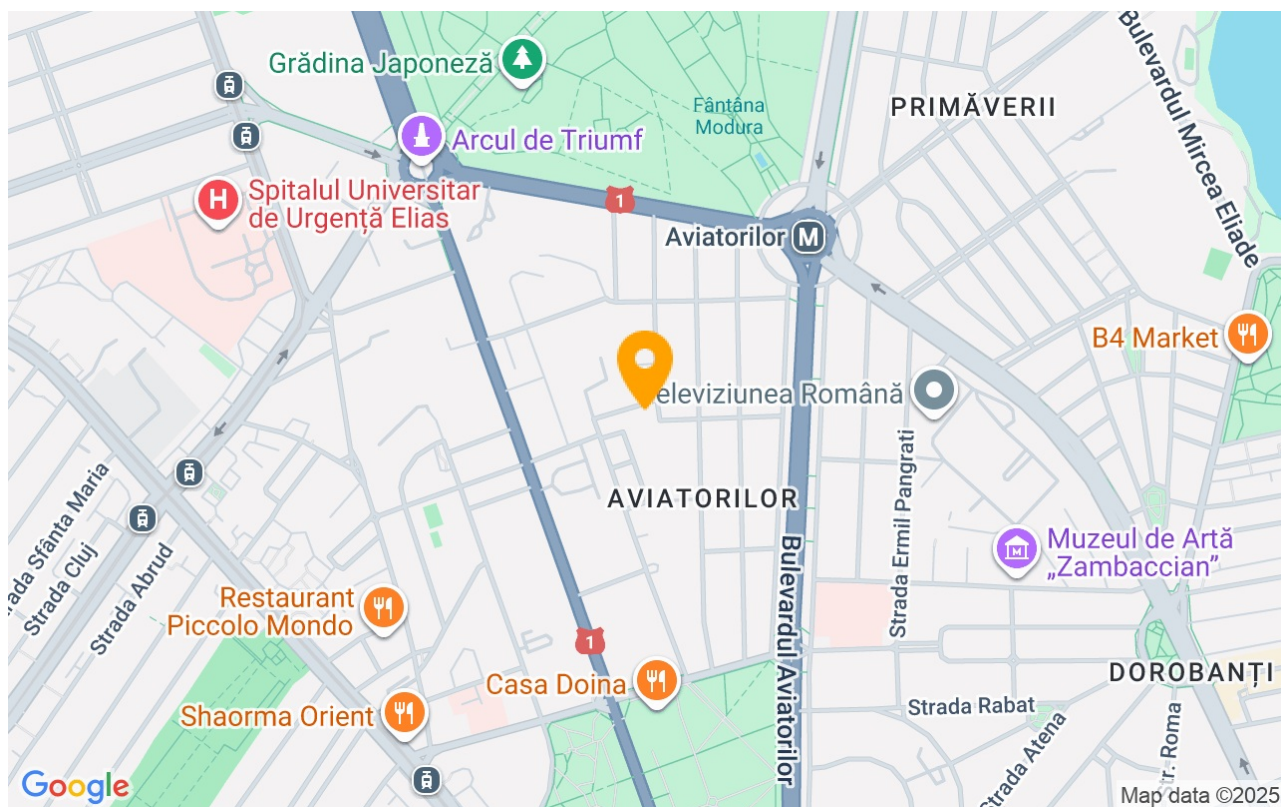 Grădina Japoneză
Arcul de Triumf
Fântâna
Modura
PRIMĂVERII
Bulevardul Mircea Eliade
Spitalul Universitar
de Urgență Elias
1
Aviatorilor
M
H
B4 Market
eleviziunea Română
AVIATORILOR
Bulevardul Aviatorilor
Strada Ermil Pangrati
Muzeul de Artă
„Zambaccian”
M
Strada Sfânta Maria
Strada Cluj
Strada Abrud
Restaurant
Piccolo Mondo
1
Casa Doina
Shaorma Orient
DOROBANȚI
Strada Rabat
Strada Atena
Str. Roma
Google
Map data ©2025